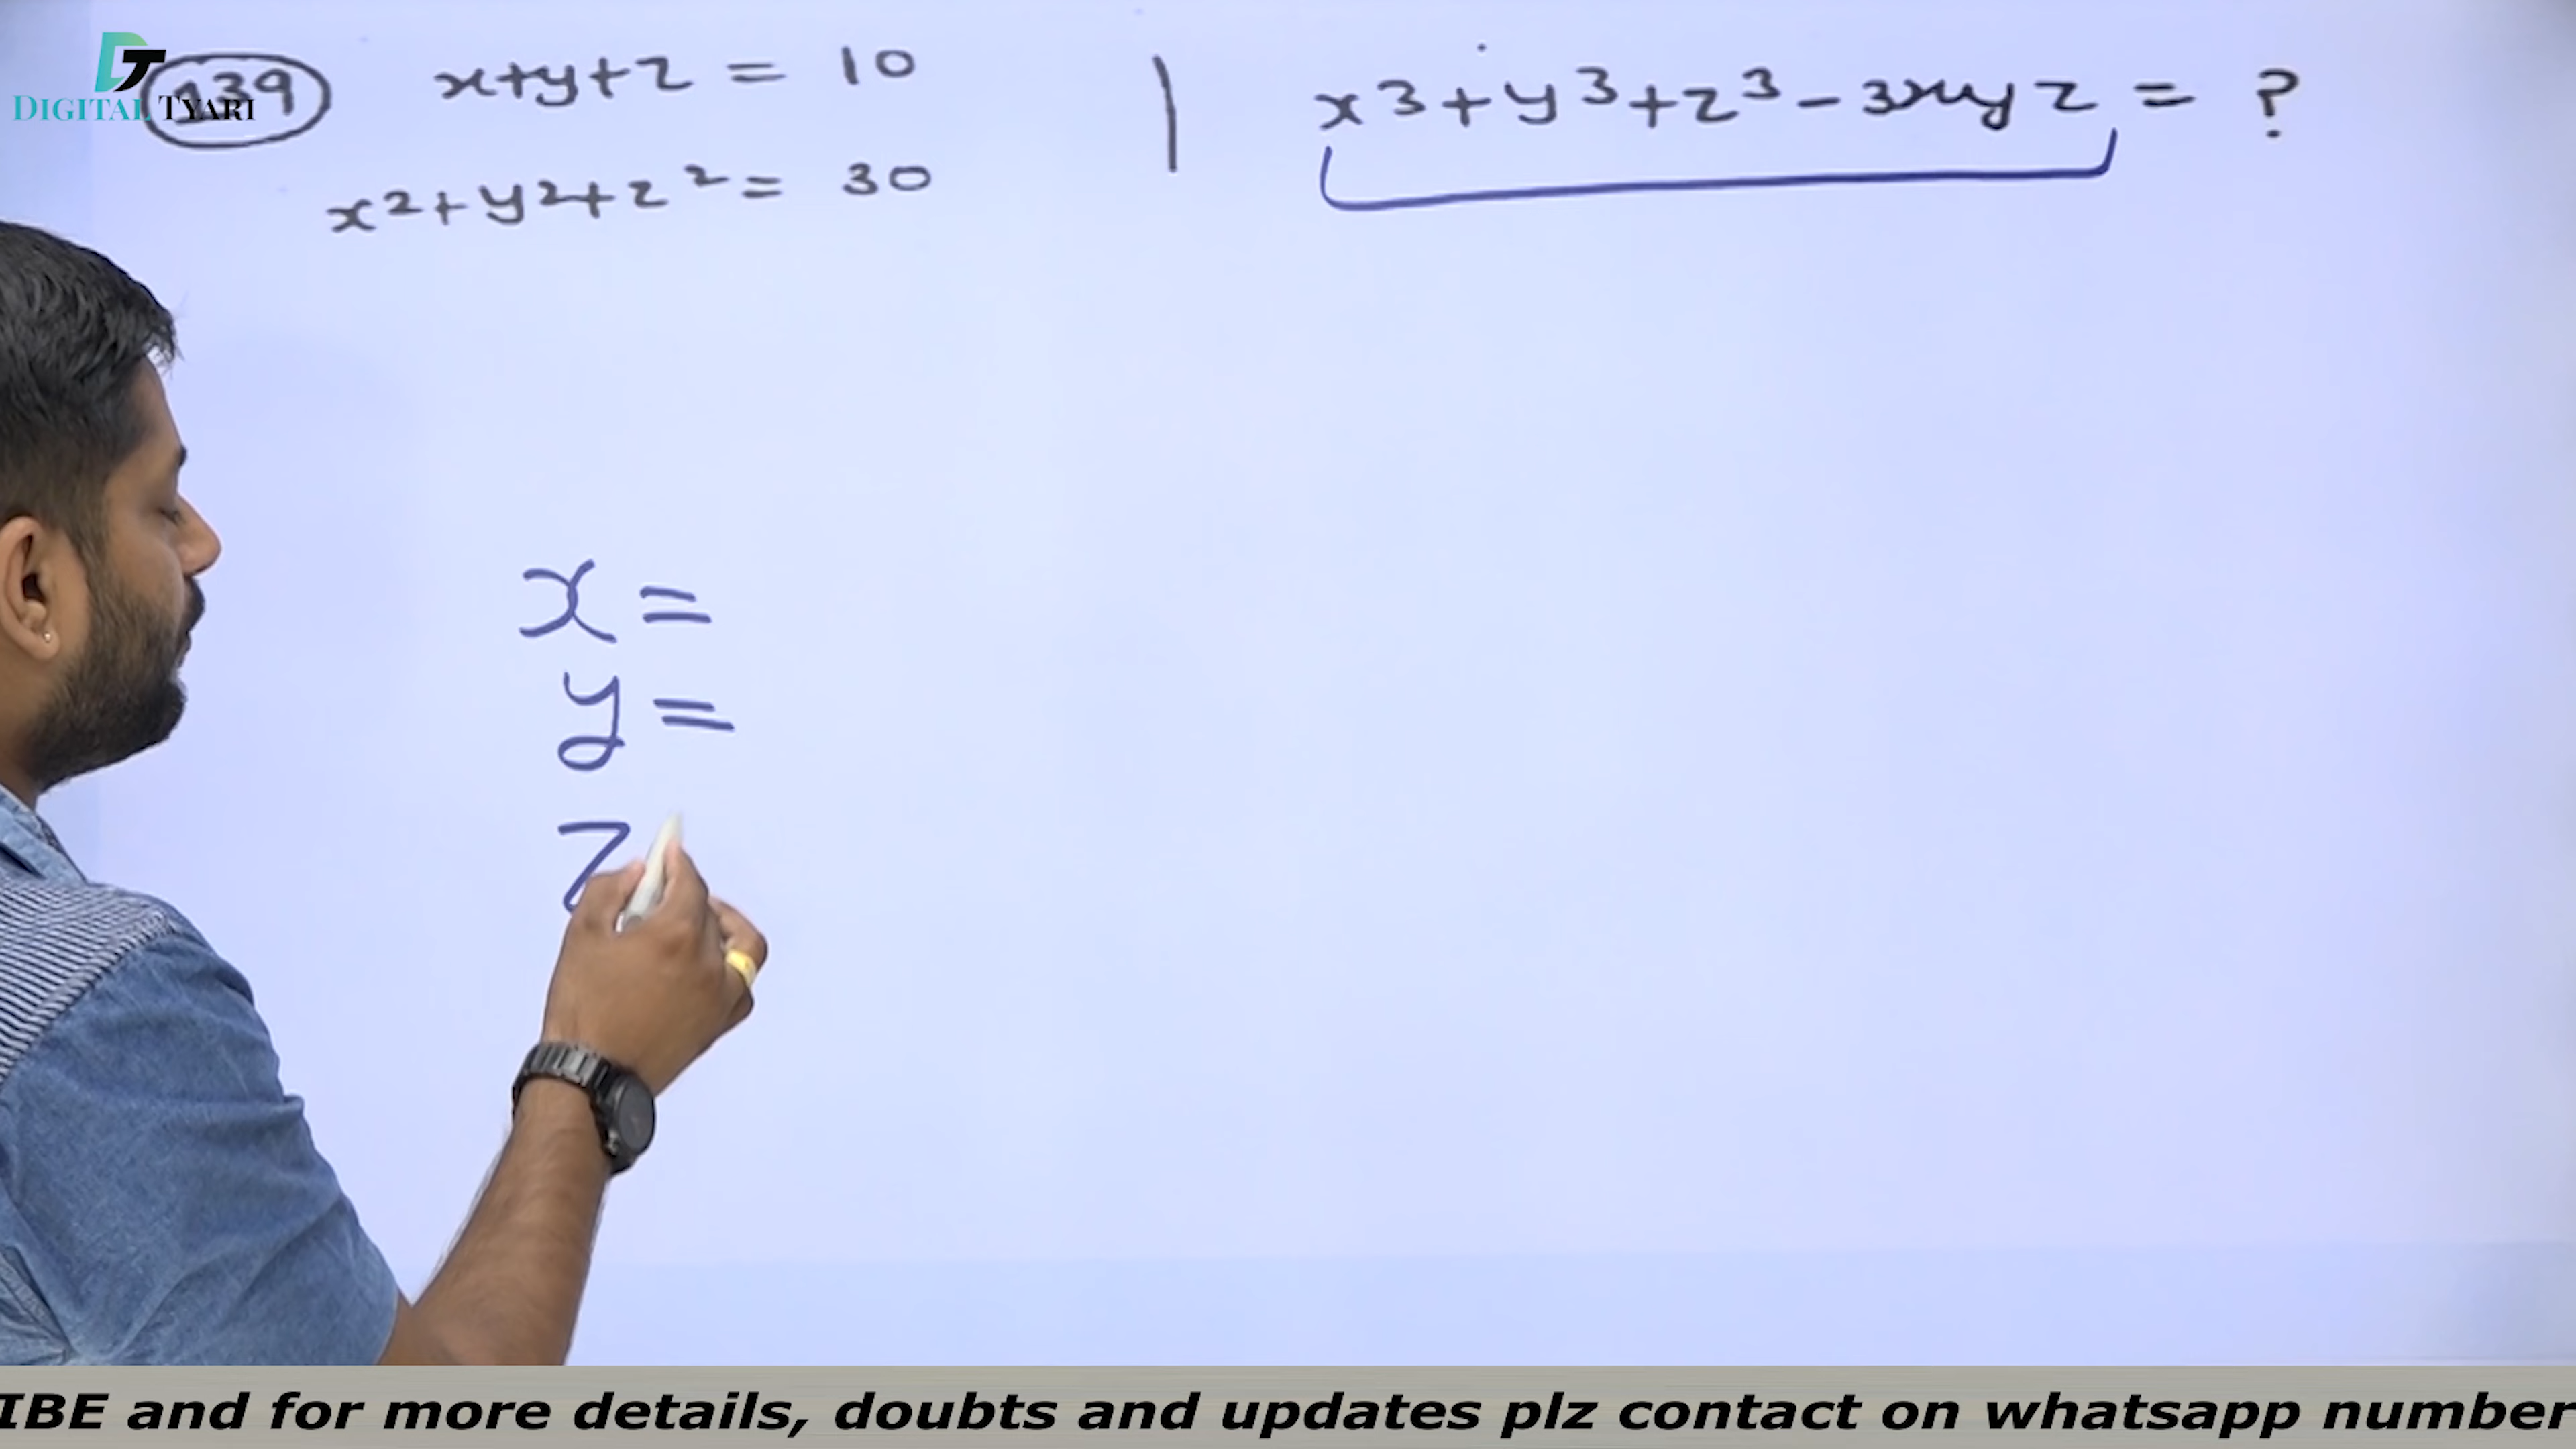 DT
DIGITAL TYARI
139
x+y+z = 10
x²+y²+z² = 30
x³+y³+z³-3xyz = ?
x =
y =
z
IBE and for more details, doubts and updates plz contact on whatsapp number